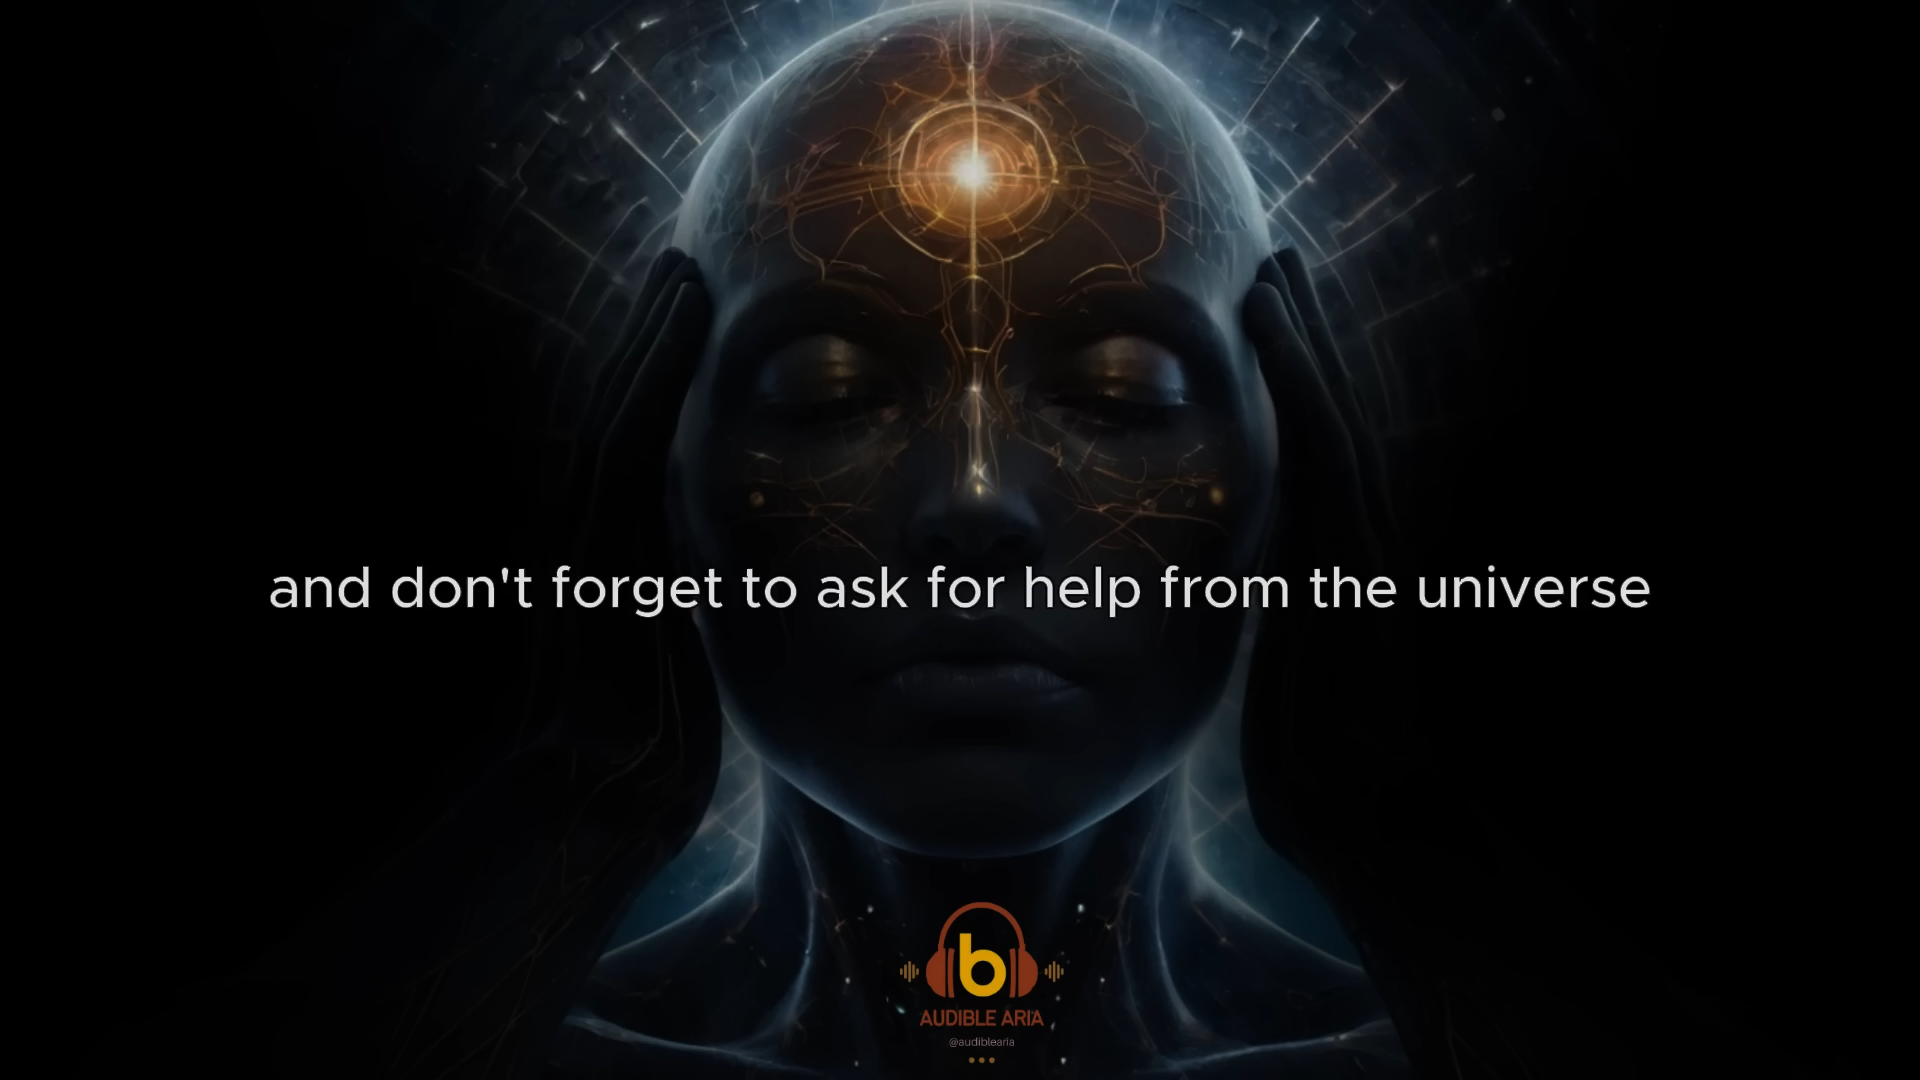 and don't forget to ask for help from the universe
b
AUDIBLE ARIA
@audiblearia